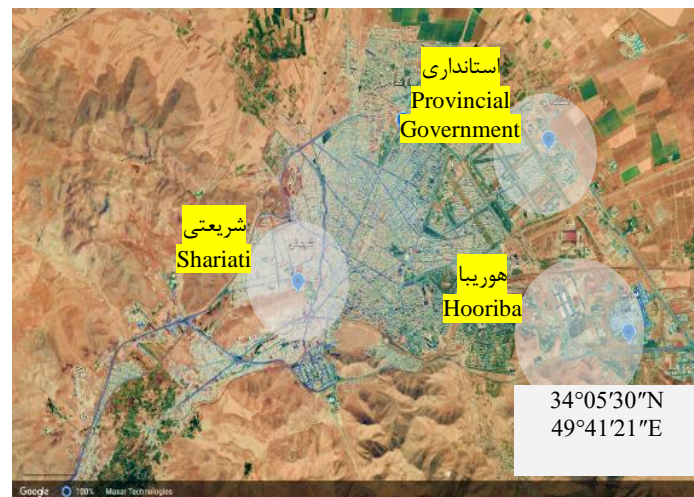 استانداری
Provincial
Government
شریعتی
Shariati
هوریبا
Hooriba
34°05'30"N
49°41'21"E
Google 100% Maxar Technologies